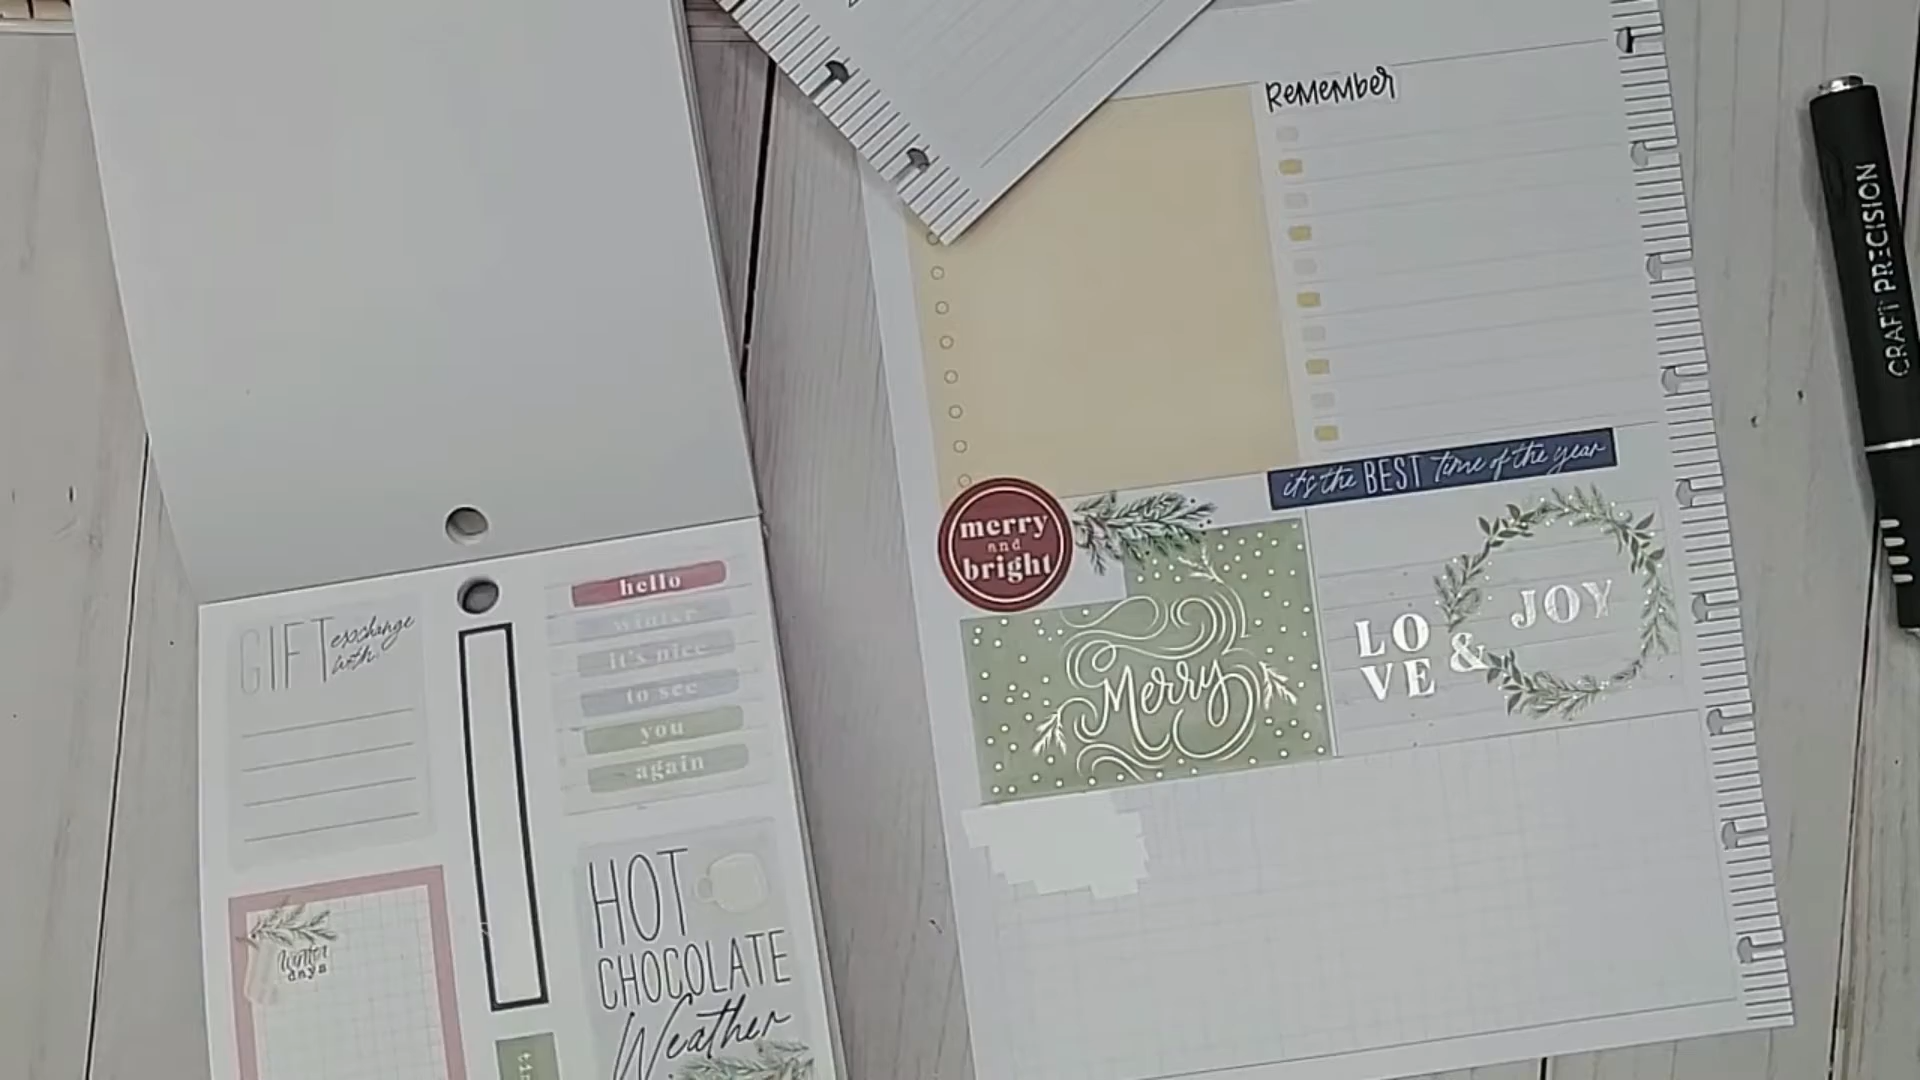 GIFT exchange
with:
hello
winter
it's nice
to see
you
again
winter
days
HOT
CHOCOLATE
Weather
Remember
it's the BEST time of the year
merry
and
bright
Merry
LO
VE
& JOY
CRAFT PRECISION